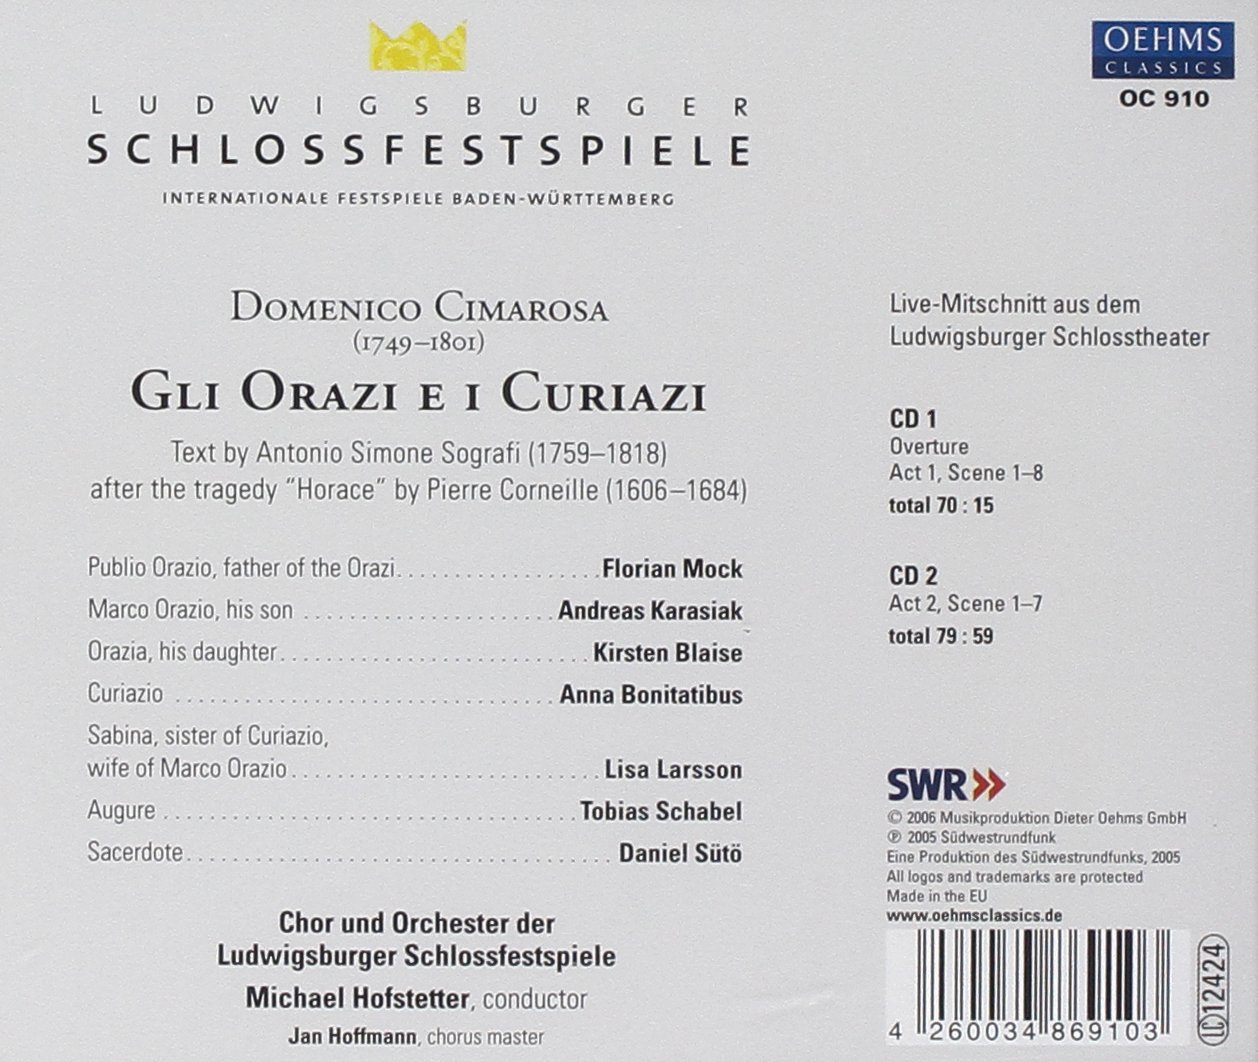 OEHMS
CLASSICS
OC 910
LUDWIGSBURGER
SCHLOSSFESTSPIELE
INTERNATIONALE FESTSPIELE BADEN-WÜRTTEMBERG
DOMENICO CIMAROSA
(1749–1801)
GLI ORAZI E I CURIAZI
Text by Antonio Simone Sografi (1759–1818)
after the tragedy "Horace" by Pierre Corneille (1606–1684)
Publio Orazio, father of the Orazi....................Florian Mock
Marco Orazio, his son ........................Andreas Karasiak
Orazia, his daughter..............................Kirsten Blaise
Curiazio ....................................Anna Bonitatibus
Sabina, sister of Curiazio,
wife of Marco Orazio..............................Lisa Larsson
Augure ........................................Tobias Schabel
Sacerdote.........................................Daniel Sütö
Chor und Orchester der
Ludwigsburger Schlossfestspiele
Michael Hofstetter, conductor
Jan Hoffmann, chorus master
Live-Mitschnitt aus dem
Ludwigsburger Schlosstheater
CD 1
Overture
Act 1, Scene 1–8
total 70 : 15
CD 2
Act 2, Scene 1–7
total 79 : 59
SWR
© 2006 Musikproduktion Dieter Oehms GmbH
℗ 2005 Südwestrundfunk
Eine Produktion des Südwestrundfunks, 2005
All logos and trademarks are protected
Made in the EU
www.oehmsclassics.de
4 260034 869103
LC 12424